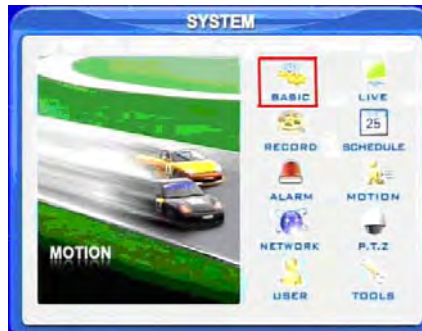 SYSTEM
MOTION
BASIC
LIVE
RECORD
25
SCHEDULE
ALARM
MOTION
NETWORK
P.T.Z
USER
TOOLS